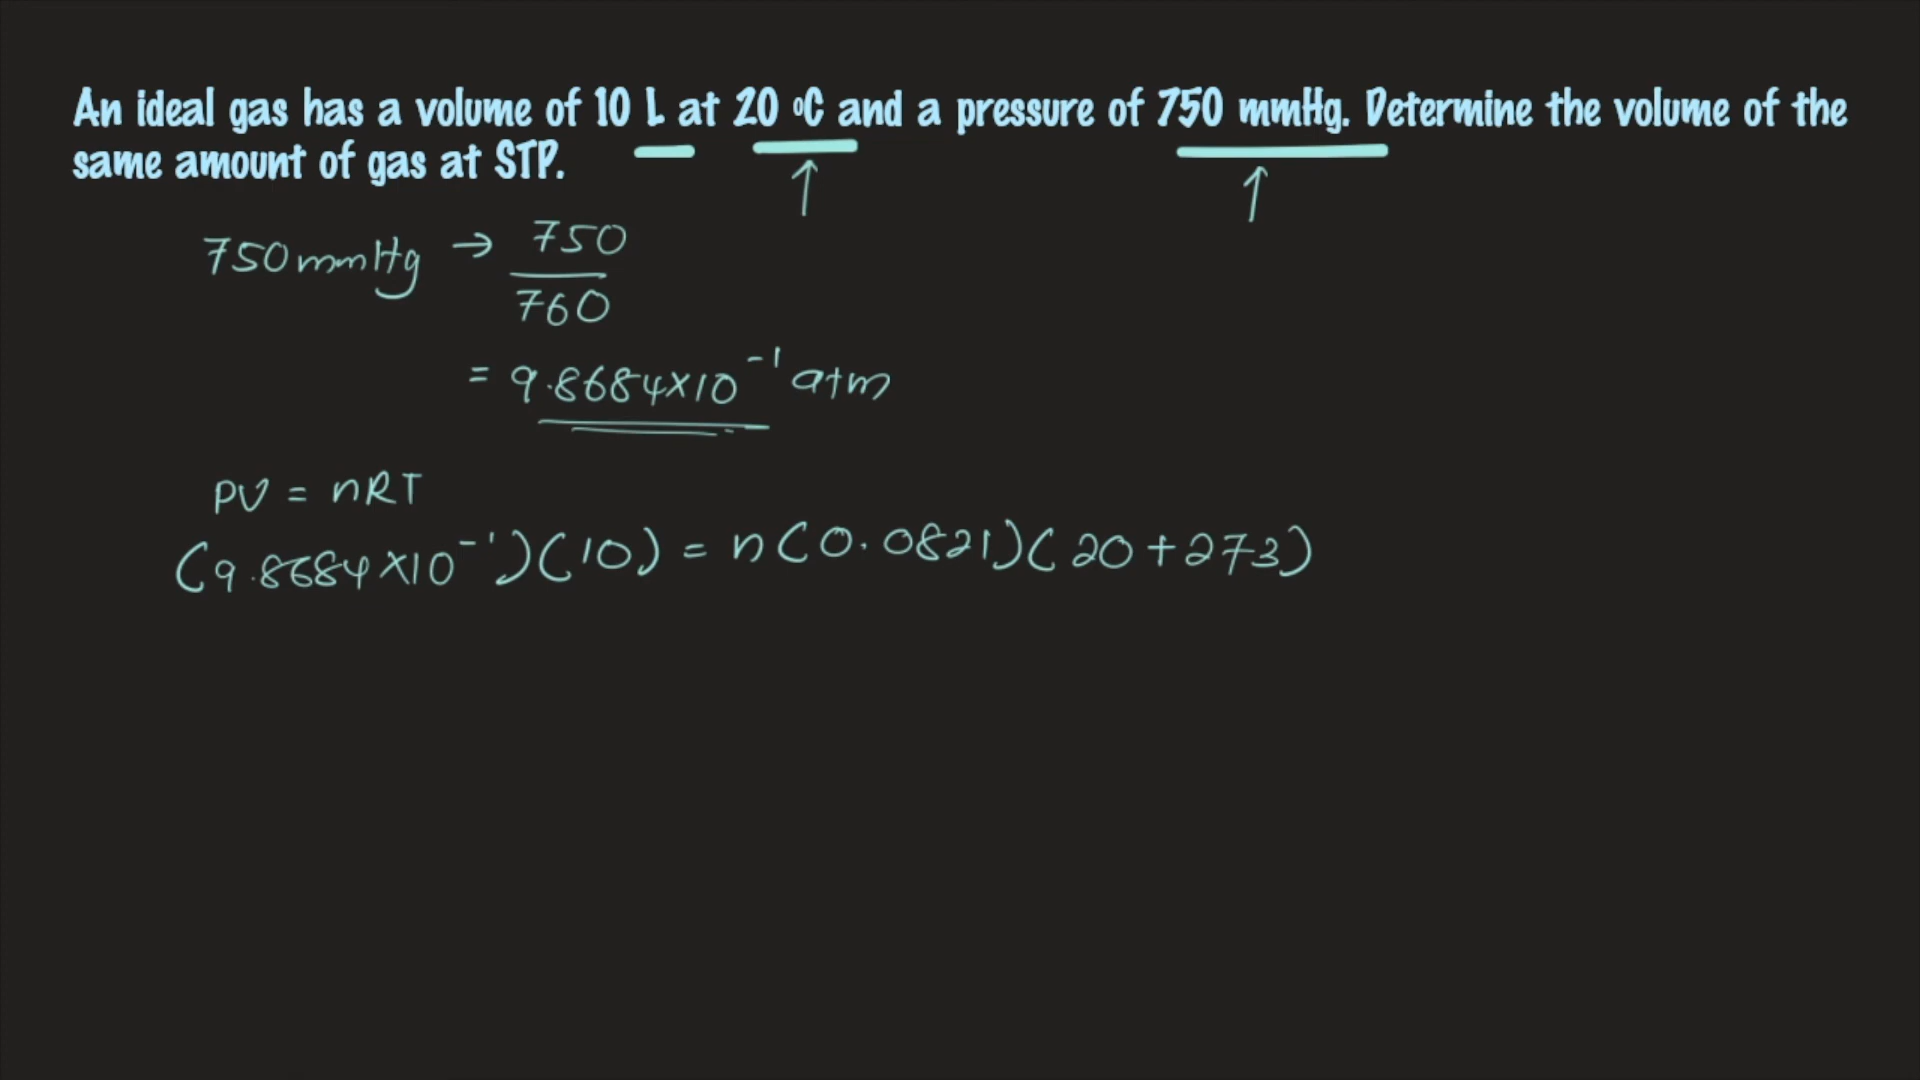 An ideal gas has a volume of 10 L at 20 ºC and a pressure of 750 mmHg. Determine the volume of the
same amount of gas at STP.
750mmHg → 750
760
= 9.8684×10⁻¹ atm
PV = nRT
(9.8684×10⁻¹)(10) = n(0.0821)(20+273)